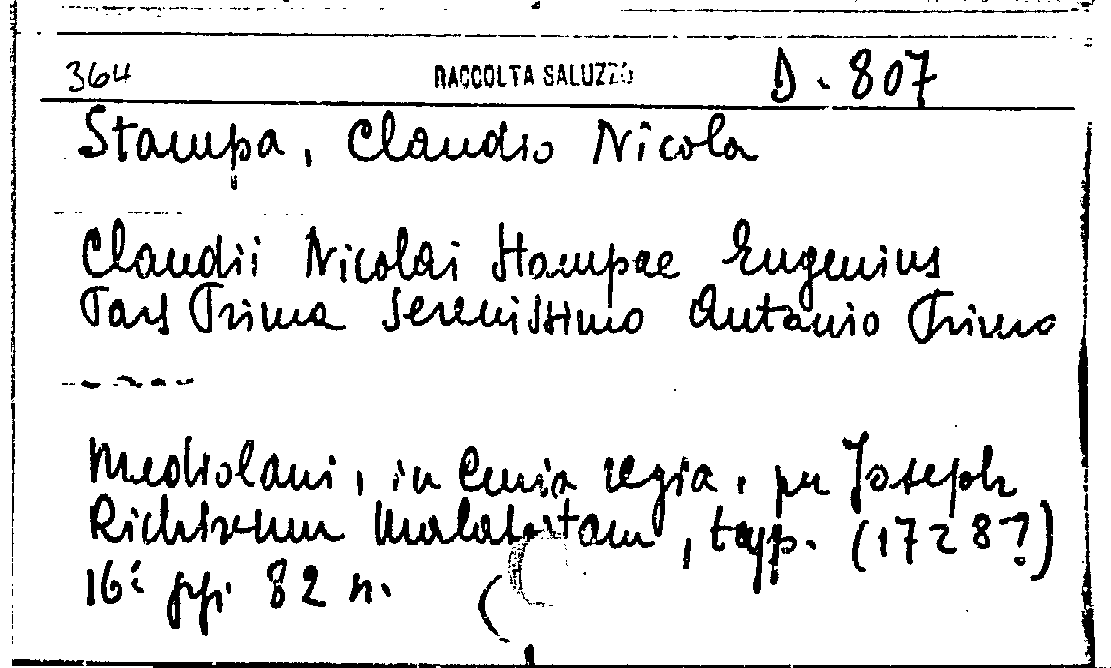 364 RACCOLTA SALUZZO D. 807
Stampa, Claudio Nicola
Claudii Nicolai Stampae Eugenius
Pars Prima Serenissimo Antonio Primo
-----
Mediolani, in Curia regia, per Joseph
Richinum Malatestam, typ. (1728?)
16° pp. 82 n.